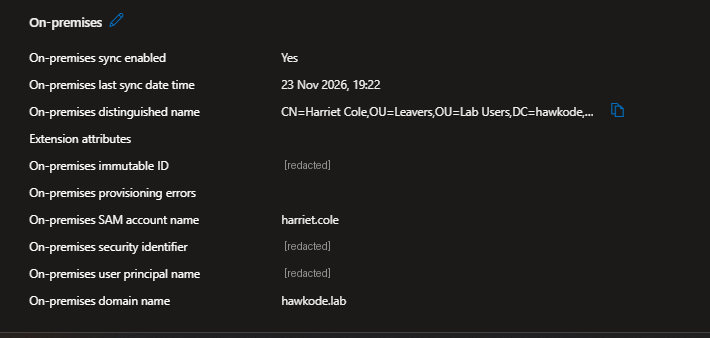 On-premises
On-premises sync enabled Yes
On-premises last sync date time 23 Nov 2026, 19:22
On-premises distinguished name CN=Harriet Cole,OU=Leavers,OU=Lab Users,DC=hawkode,...
Extension attributes
On-premises immutable ID [redacted]
On-premises provisioning errors
On-premises SAM account name harriet.cole
On-premises security identifier [redacted]
On-premises user principal name [redacted]
On-premises domain name hawkode.lab